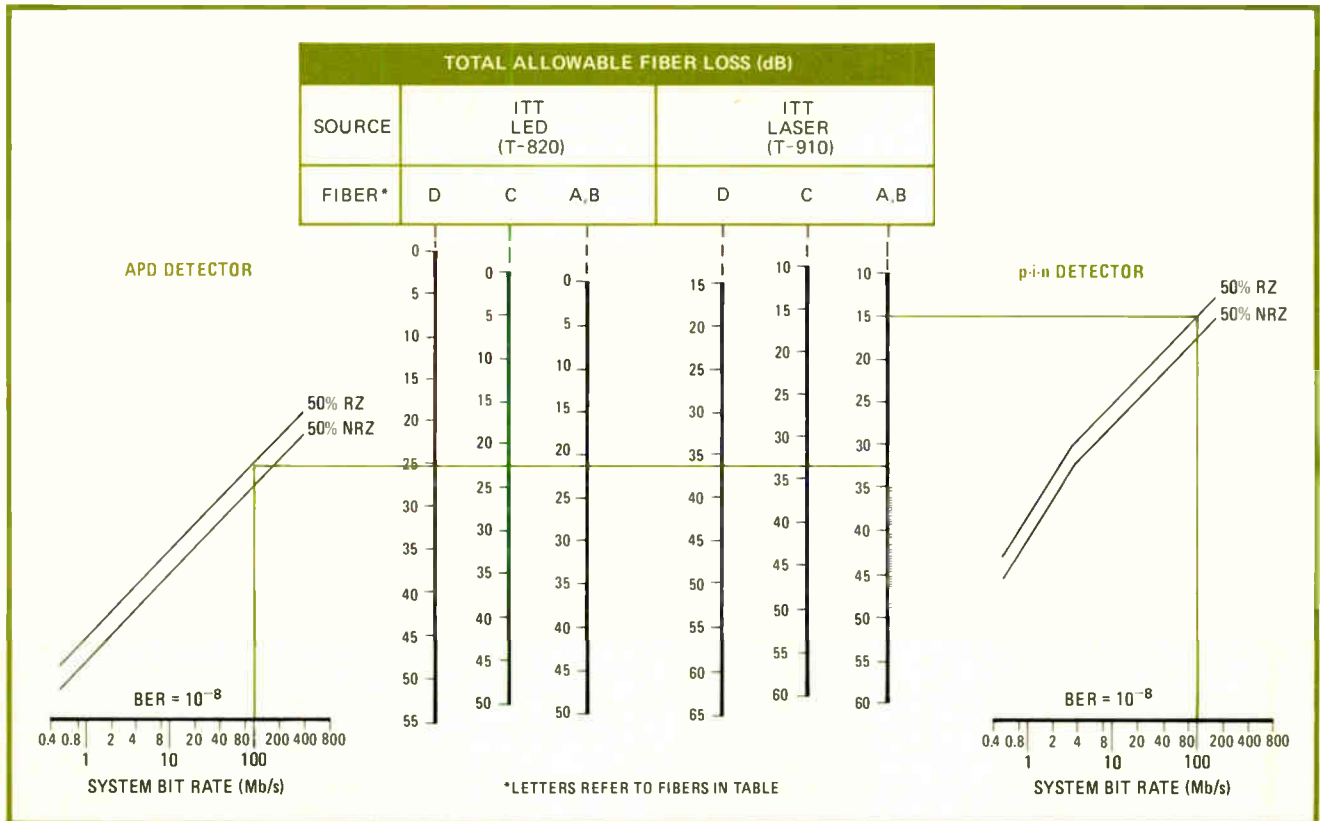 TOTAL ALLOWABLE FIBER LOSS (dB)
SOURCE
ITT
LED
(T-820)
ITT
LASER
(T-910)
FIBER* D C A,B D C A,B
APD DETECTOR
50% RZ
50% NRZ
BER = 10⁻⁸
0.4 0.8 2 4 8 20 40 80 200 400 800
1 10 100
SYSTEM BIT RATE (Mb/s)
0
5
10
15
20
25
30
35
40
45
50
55
0
5
10
15
20
25
30
35
40
45
50
0
5
10
15
20
25
30
35
40
45
50
15
20
25
30
35
40
45
50
55
60
65
10
15
20
25
30
35
40
45
50
55
60
10
15
20
25
30
35
40
45
50
55
60
*LETTERS REFER TO FIBERS IN TABLE
p-i-n DETECTOR
50% RZ
50% NRZ
BER = 10⁻⁸
0.4 0.8 2 4 8 20 40 80 200 400 800
1 10 100
SYSTEM BIT RATE (Mb/s)